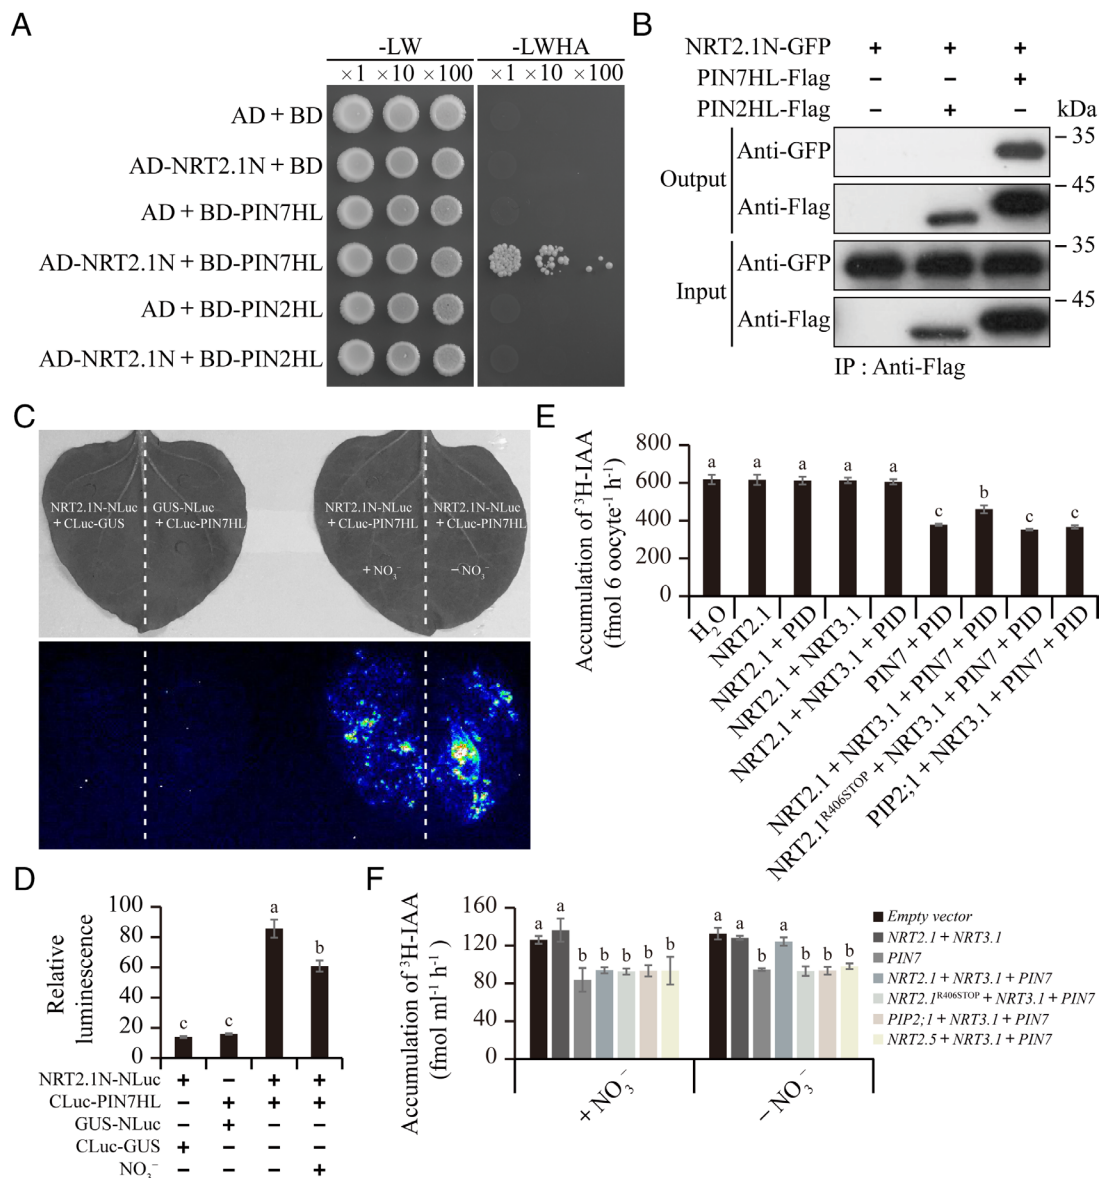 A
-LW
-LWHA
×1 ×10 ×100
×1 ×10 ×100
AD + BD
AD-NRT2.1N + BD
AD + BD-PIN7HL
AD-NRT2.1N + BD-PIN7HL
AD + BD-PIN2HL
AD-NRT2.1N + BD-PIN2HL
B
NRT2.1N-GFP + + +
PIN7HL-Flag − − +
PIN2HL-Flag − + −
kDa
Output
Anti-GFP
35
Anti-Flag
45
Input
Anti-GFP
35
Anti-Flag
45
IP : Anti-Flag
C
NRT2.1N-NLuc
+ CLuc-GUS
GUS-NLuc
+ CLuc-PIN7HL
NRT2.1N-NLuc
+ CLuc-PIN7HL
+ NO₃⁻
NRT2.1N-NLuc
+ CLuc-PIN7HL
− NO₃⁻
D
Relative
luminescence
100
80
60
40
20
0
c c a b
NRT2.1N-NLuc + − + +
CLuc-PIN7HL − + + +
GUS-NLuc − + − −
CLuc-GUS + − − −
NO₃⁻ − − − +
E
Accumulation of ³H-IAA
(fmol 6 oocyte⁻¹ h⁻¹)
800
600
400
200
0
a a a a a c b c c
H₂O
NRT2.1
NRT2.1 + PID
NRT2.1 + NRT3.1
NRT2.1 + NRT3.1 + PID
PIN7 + PID
NRT2.1 + NRT3.1 + PIN7 + PID
NRT2.1ᴿ⁴⁰⁶ˢᵀᴼᴾ + NRT3.1 + PIN7 + PID
PIP2;1 + NRT3.1 + PIN7 + PID
F
Accumulation of ³H-IAA
(fmol ml⁻¹ h⁻¹ )
160
120
80
40
0
a a b b b b b
a a b a b b b
+ NO₃⁻
− NO₃⁻
Empty vector
NRT2.1 + NRT3.1
PIN7
NRT2.1 + NRT3.1 + PIN7
NRT2.1ᴿ⁴⁰⁶ˢᵀᴼᴾ + NRT3.1 + PIN7
PIP2;1 + NRT3.1 + PIN7
NRT2.5 + NRT3.1 + PIN7